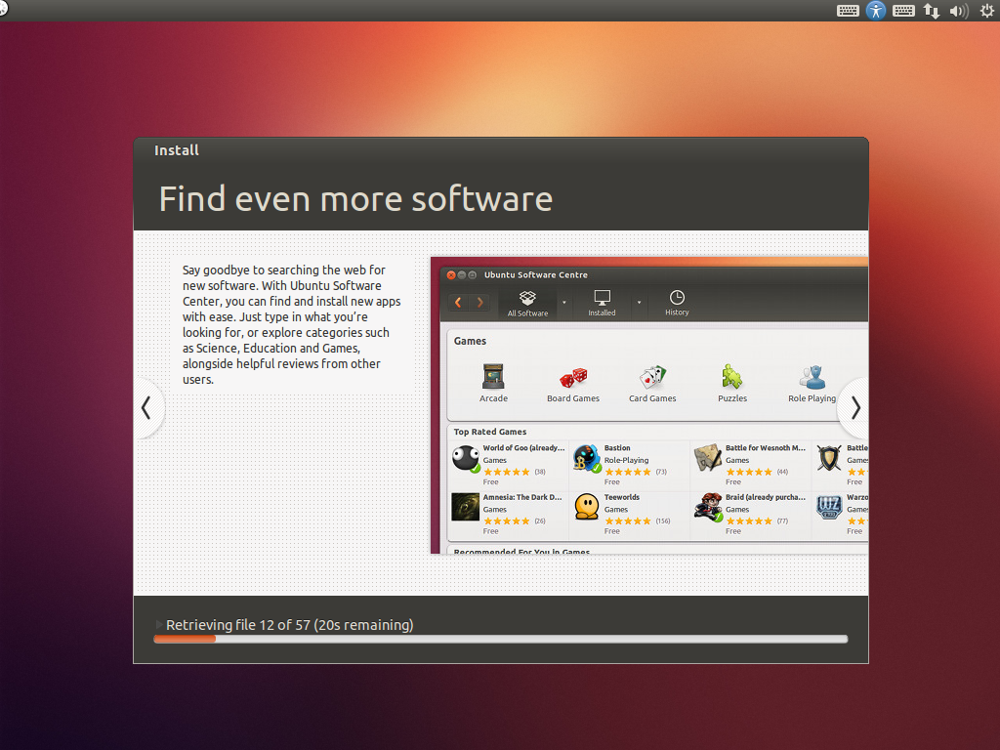 Install
Find even more software
Say goodbye to searching the web for
new software. With Ubuntu Software
Center, you can find and install new apps
with ease. Just type in what you're
looking for, or explore categories such
as Science, Education and Games,
alongside helpful reviews from other
users.
Ubuntu Software Centre
All Software
Installed
History
Games
Arcade
Board Games
Card Games
Puzzles
Role Playing
Top Rated Games
World of Goo (already...
Games
(38)
Free
Bastion
Role-Playing
(73)
Free
Battle for Wesnoth M...
Games
(44)
Free
Battle
Games
Free
Amnesia: The Dark D...
Games
(26)
Free
Teeworlds
Games
(156)
Free
Braid (already purcha...
Games
(77)
Free
Warzo
Games
Free
Recommended For You in Games
Retrieving file 12 of 57 (20s remaining)